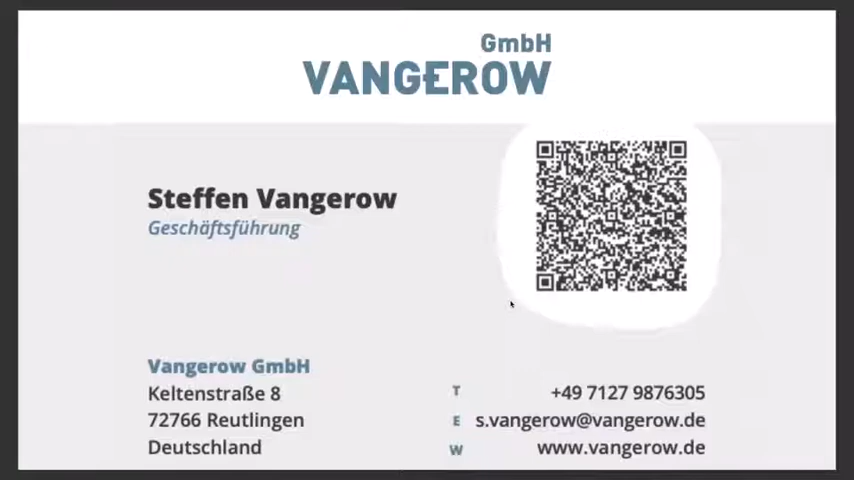 GmbH
VANGEROW
Steffen Vangerow
Geschäftsführung
Vangerow GmbH
Keltenstraße 8
72766 Reutlingen
Deutschland
T +49 7127 9876305
E s.vangerow@vangerow.de
W www.vangerow.de